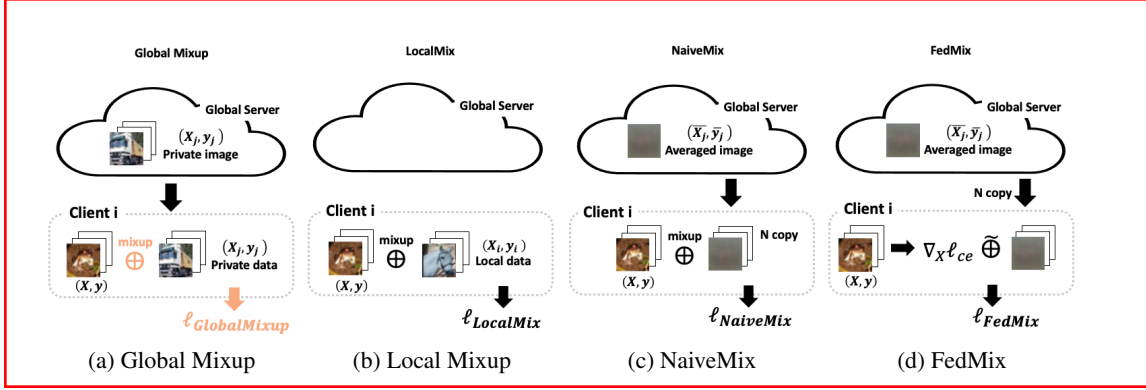 Global Mixup
Global Server
(X_j, y_j)
Private image
Client i
mixup
⊕
(X_j, y_j)
Private data
(X, y)
ℓ_GlobalMixup
(a) Global Mixup
LocalMix
Global Server
Client i
mixup
⊕
(X_i, y_i)
Local data
(X, y)
ℓ_LocalMix
(b) Local Mixup
NaiveMix
Global Server
(X̅_j, y̅_j)
Averaged image
Client i
mixup
⊕
N copy
(X, y)
ℓ_NaiveMix
(c) NaiveMix
FedMix
Global Server
(X̅_j, y̅_j)
Averaged image
N copy
Client i
∇_X ℓ_ce ⊕̃
(X, y)
ℓ_FedMix
(d) FedMix